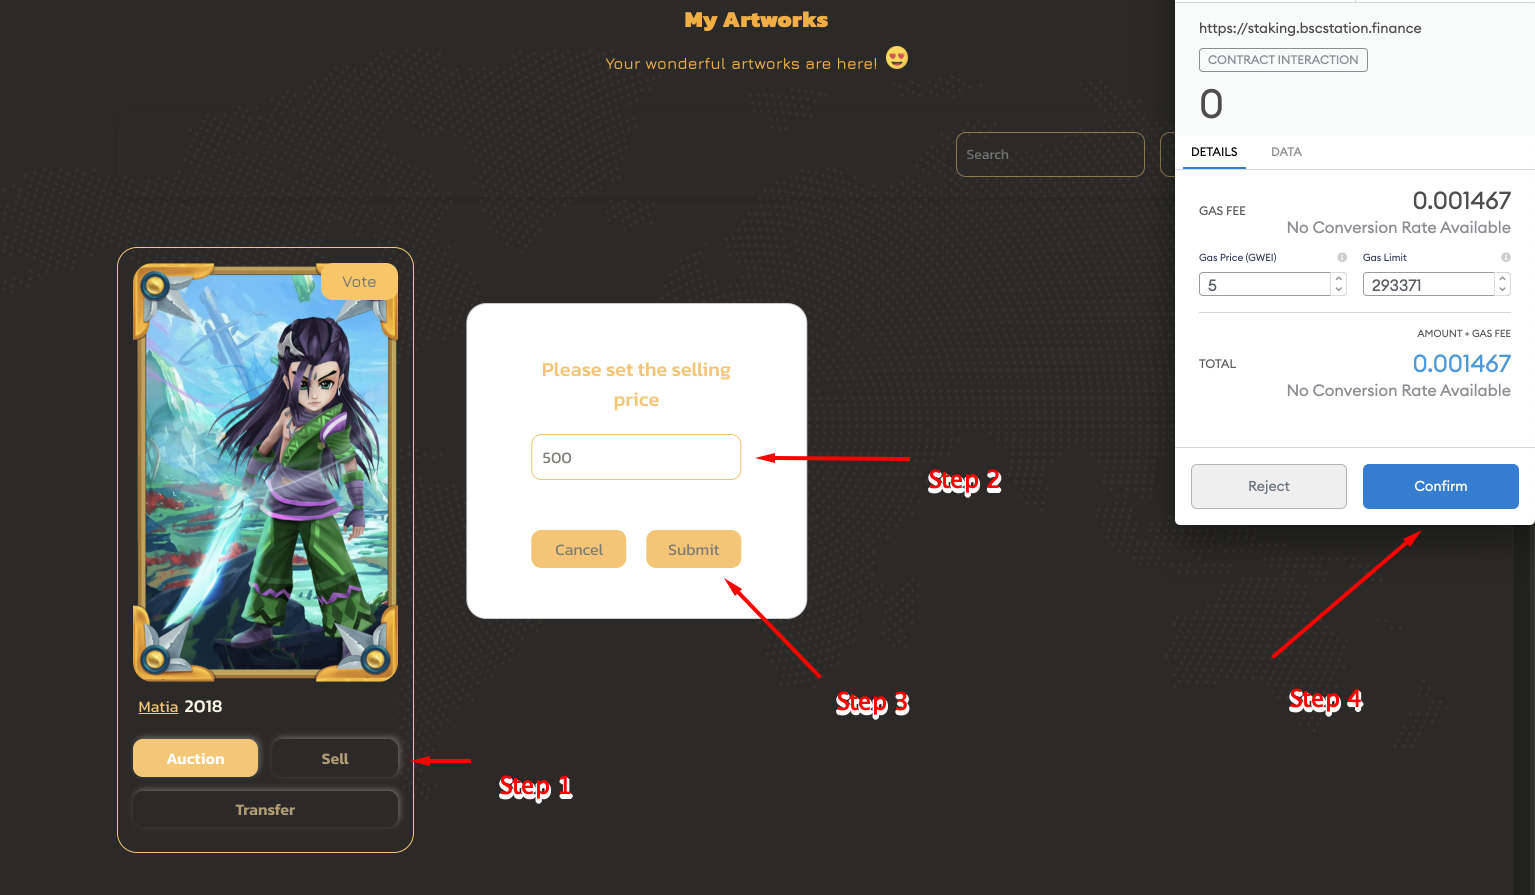 My Artworks
Your wonderful artworks are here! 😍
Search
Vote
Matia 2018
Auction
Sell
Transfer
Step 1
Please set the selling
price
500
Cancel
Submit
Step 2
Step 3
https://staking.bscstation.finance
CONTRACT INTERACTION
0
DETAILS
DATA
GAS FEE
0.001467
No Conversion Rate Available
Gas Price (GWEI)
Gas Limit
5
293371
AMOUNT + GAS FEE
TOTAL
0.001467
No Conversion Rate Available
Reject
Confirm
Step 4